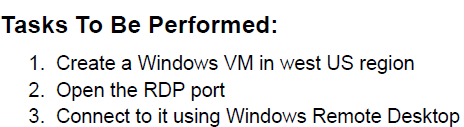 Tasks To Be Performed:
1. Create a Windows VM in west US region
2. Open the RDP port
3. Connect to it using Windows Remote Desktop